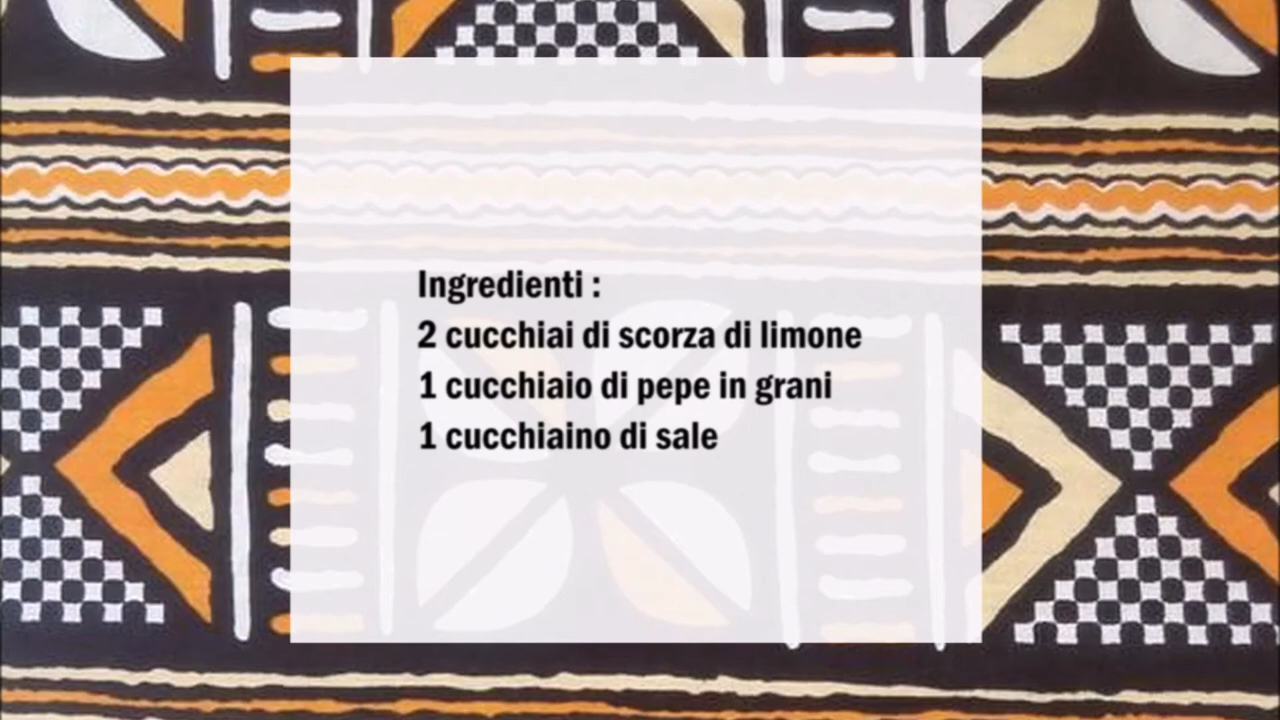 Ingredienti :
2 cucchiai di scorza di limone
1 cucchiaio di pepe in grani
1 cucchiaino di sale